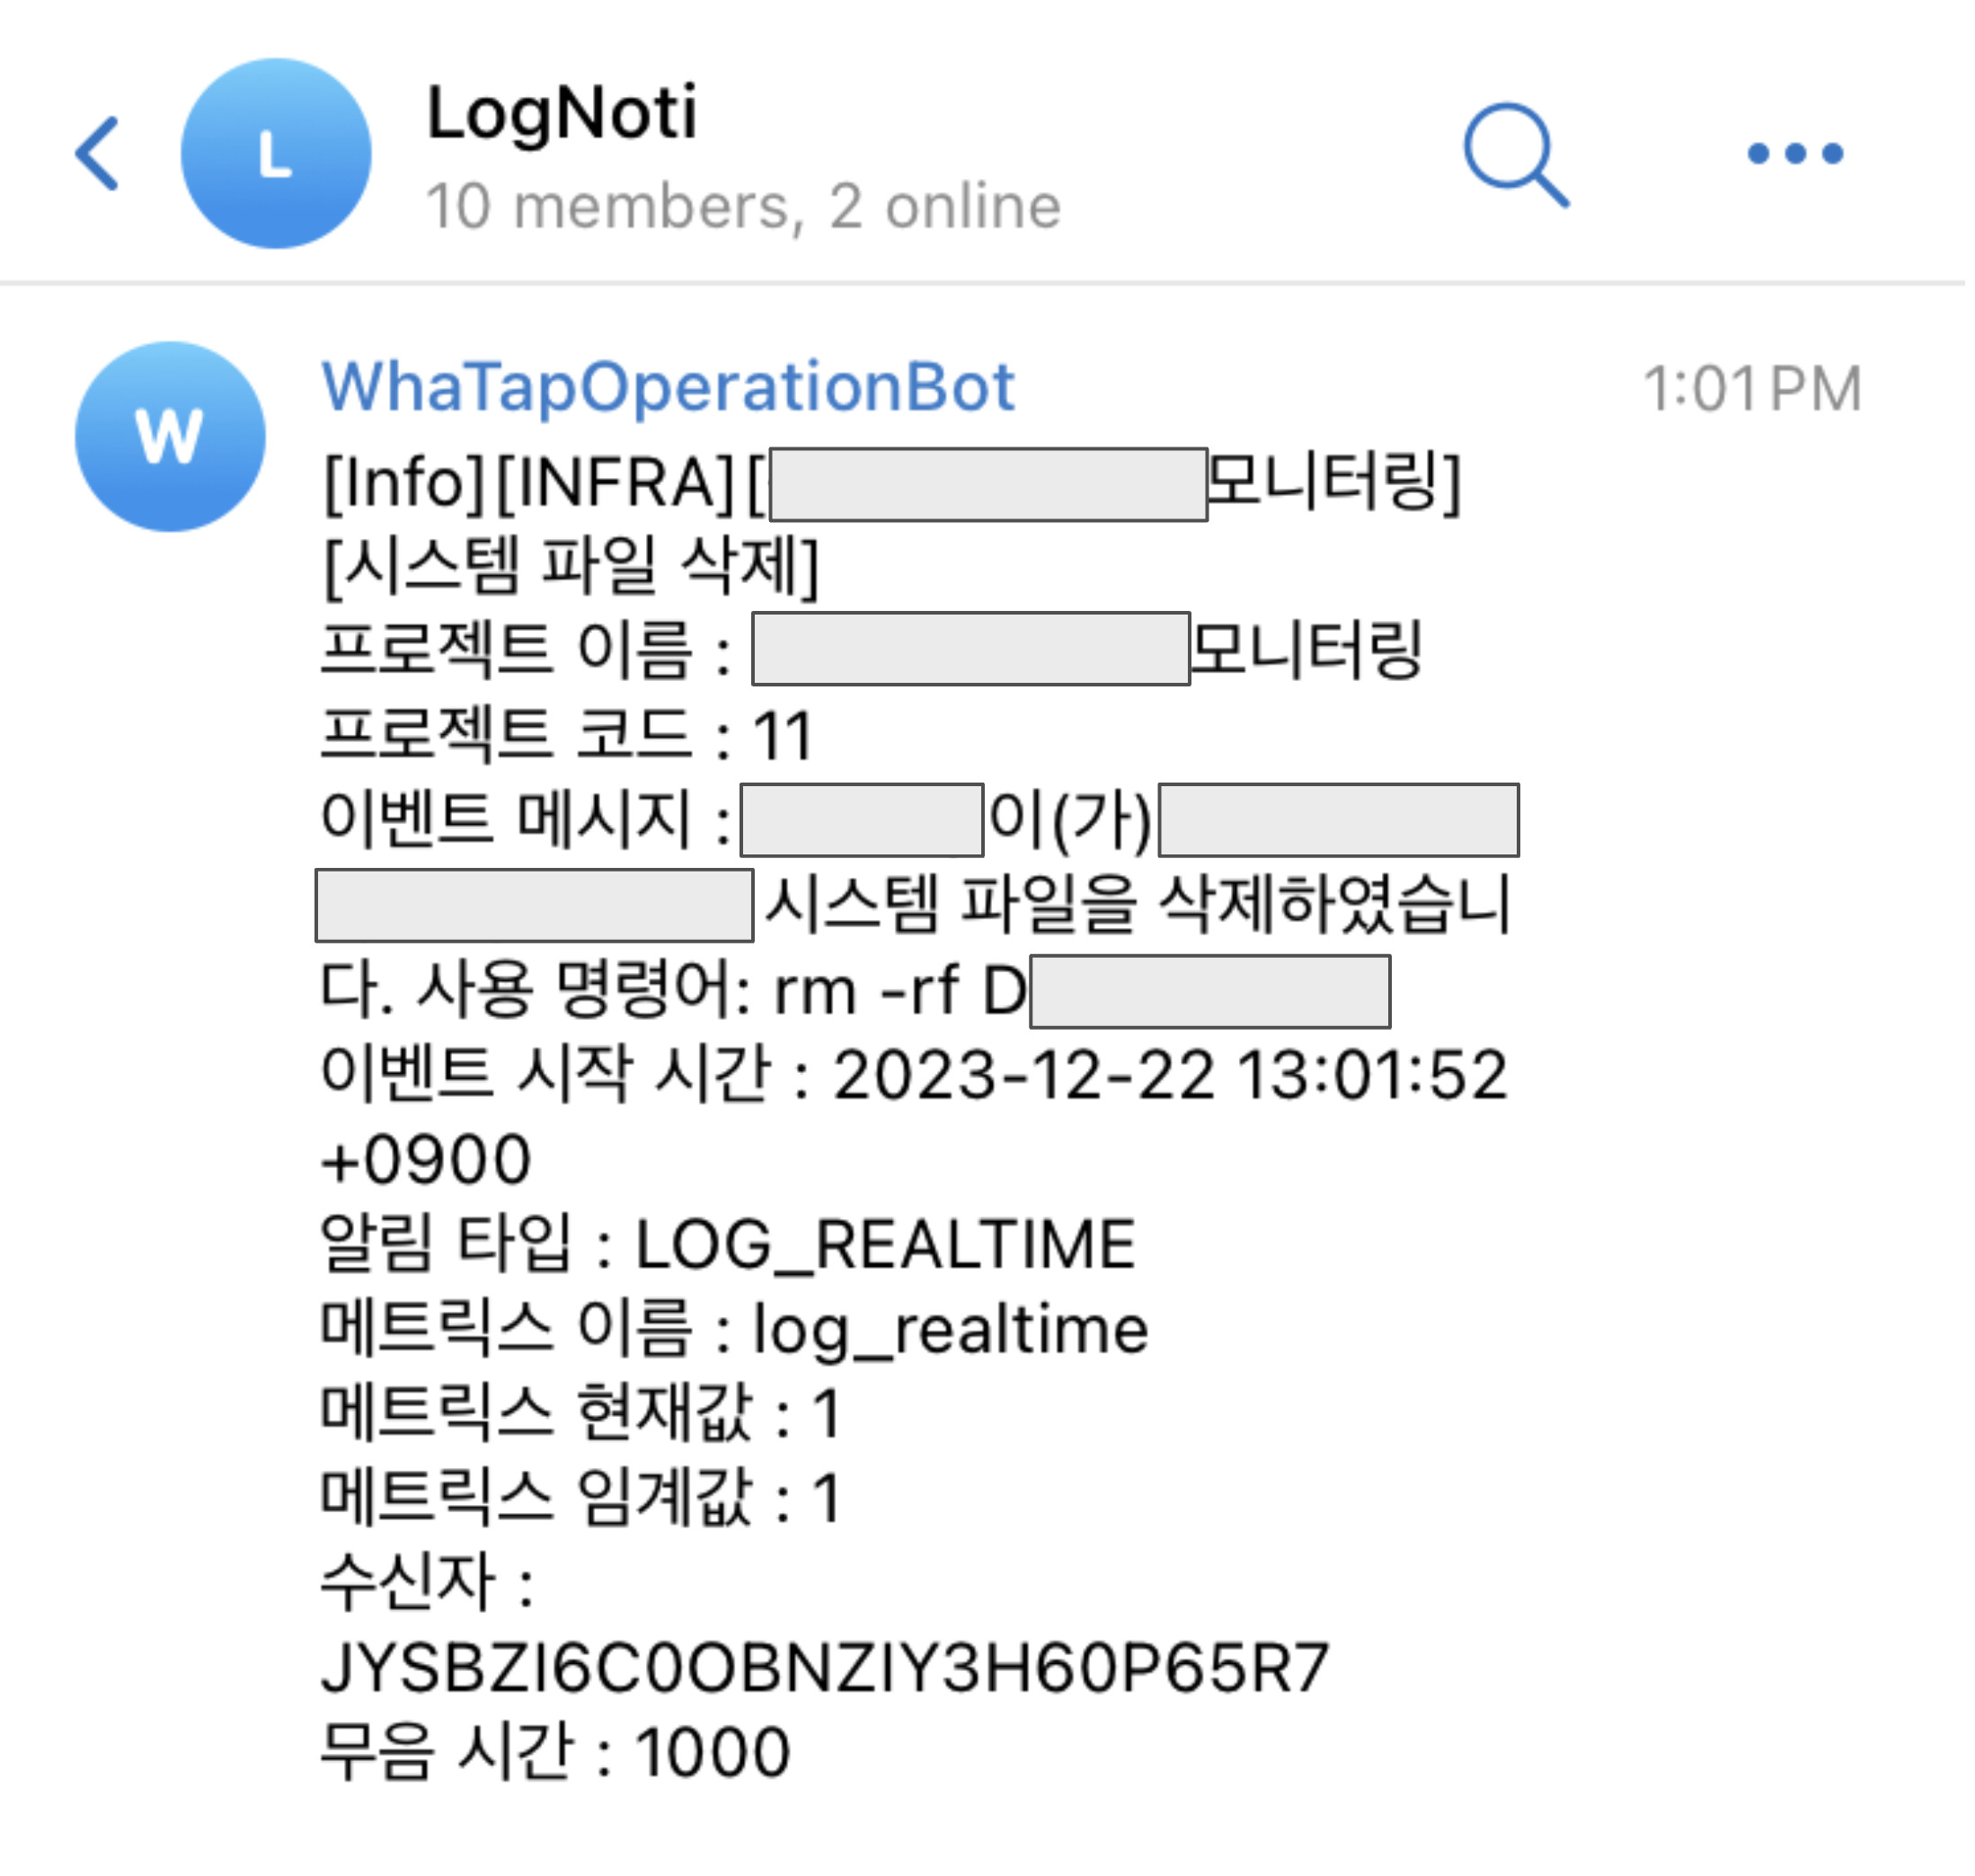 L
LogNoti
10 members, 2 online
W
WhaTapOperationBot 1:01 PM
[Info][INFRA][ 모니터링]
[시스템 파일 삭제]
프로젝트 이름 : 모니터링
프로젝트 코드 : 11
이벤트 메시지 : 이(가)
시스템 파일을 삭제하였습니
다. 사용 명령어: rm -rf D
이벤트 시작 시간 : 2023-12-22 13:01:52
+0900
알림 타입 : LOG_REALTIME
메트릭스 이름 : log_realtime
메트릭스 현재값 : 1
메트릭스 임계값 : 1
수신자 :
JYSBZI6C0OBNZIY3H60P65R7
무음 시간 : 1000